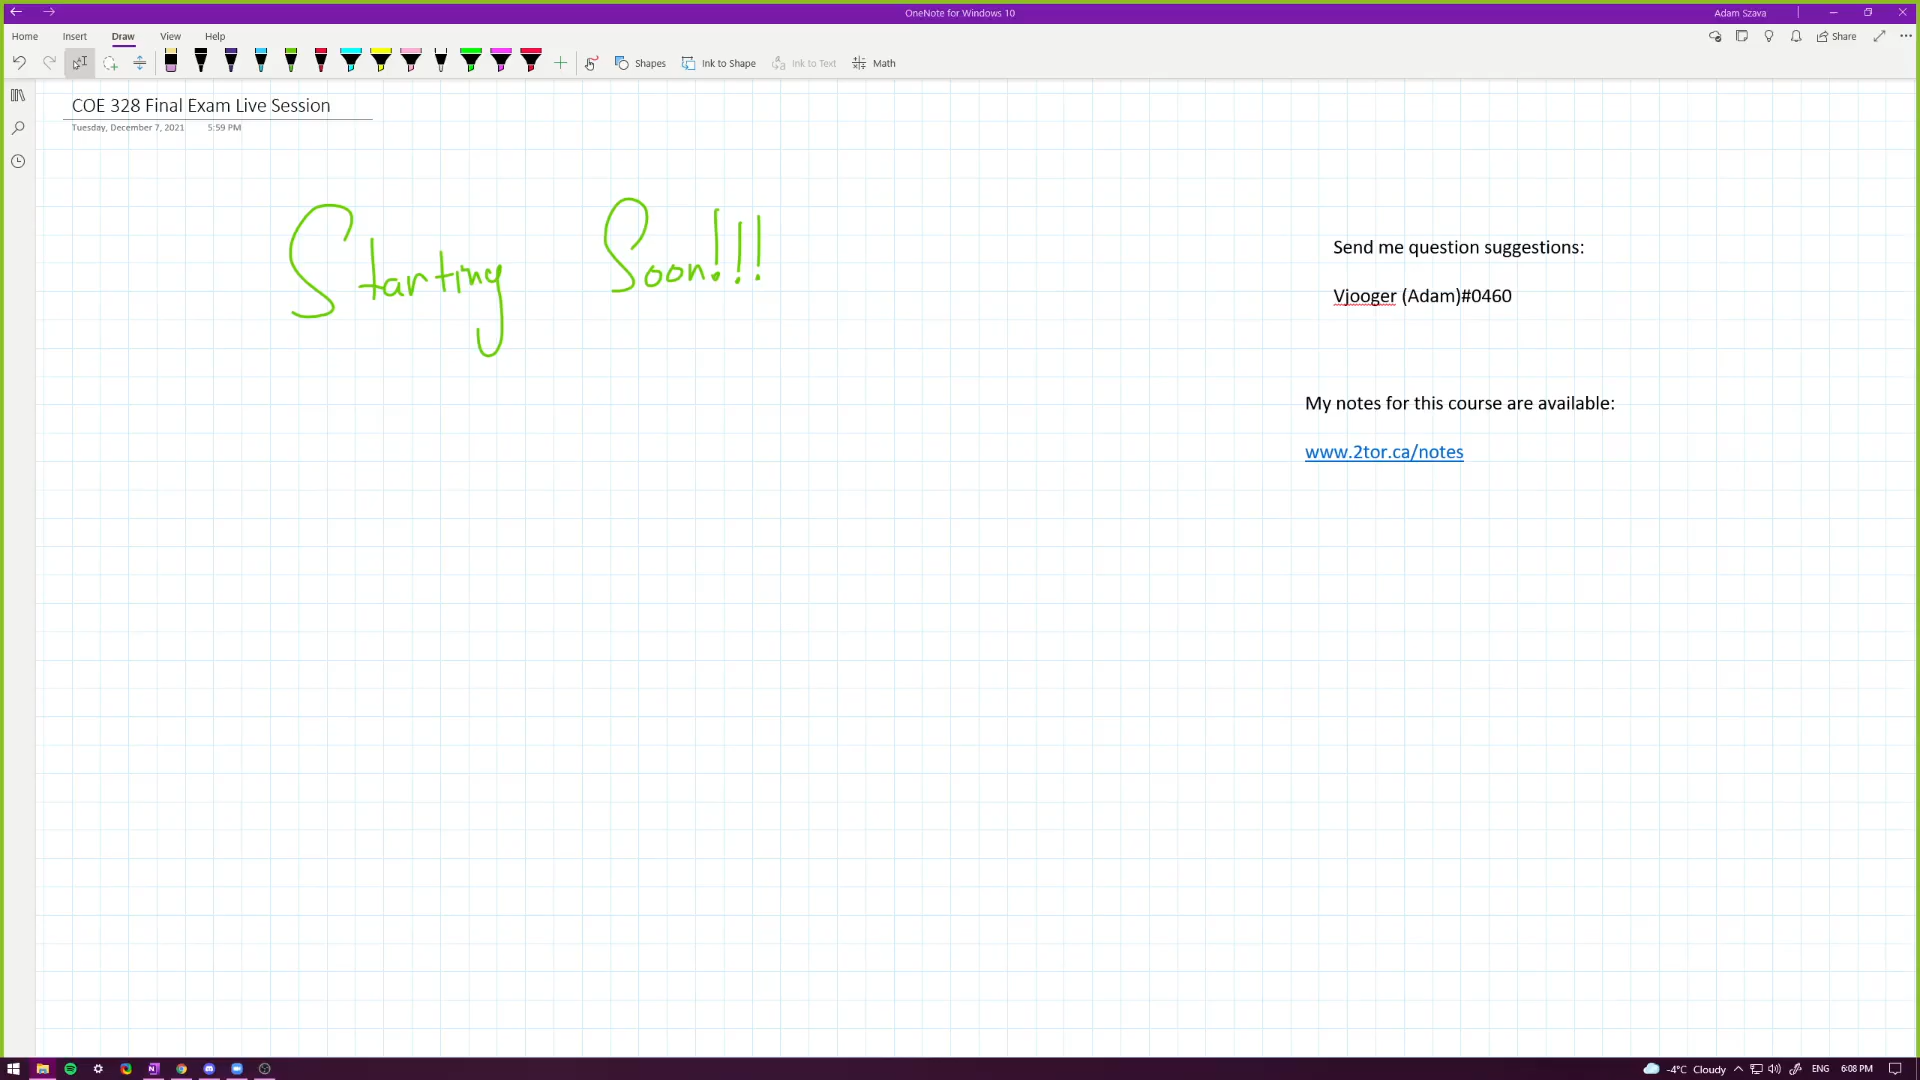 OneNote for Windows 10
Adam Szava
Home Insert Draw View Help
Share
Shapes Ink to Shape Ink to Text Math
COE 328 Final Exam Live Session
Tuesday, December 7, 2021 5:59 PM
Starting Soon!!!
Send me question suggestions:
Vjooger (Adam)#0460
My notes for this course are available:
www.2tor.ca/notes
-4°C Cloudy ENG 6:08 PM